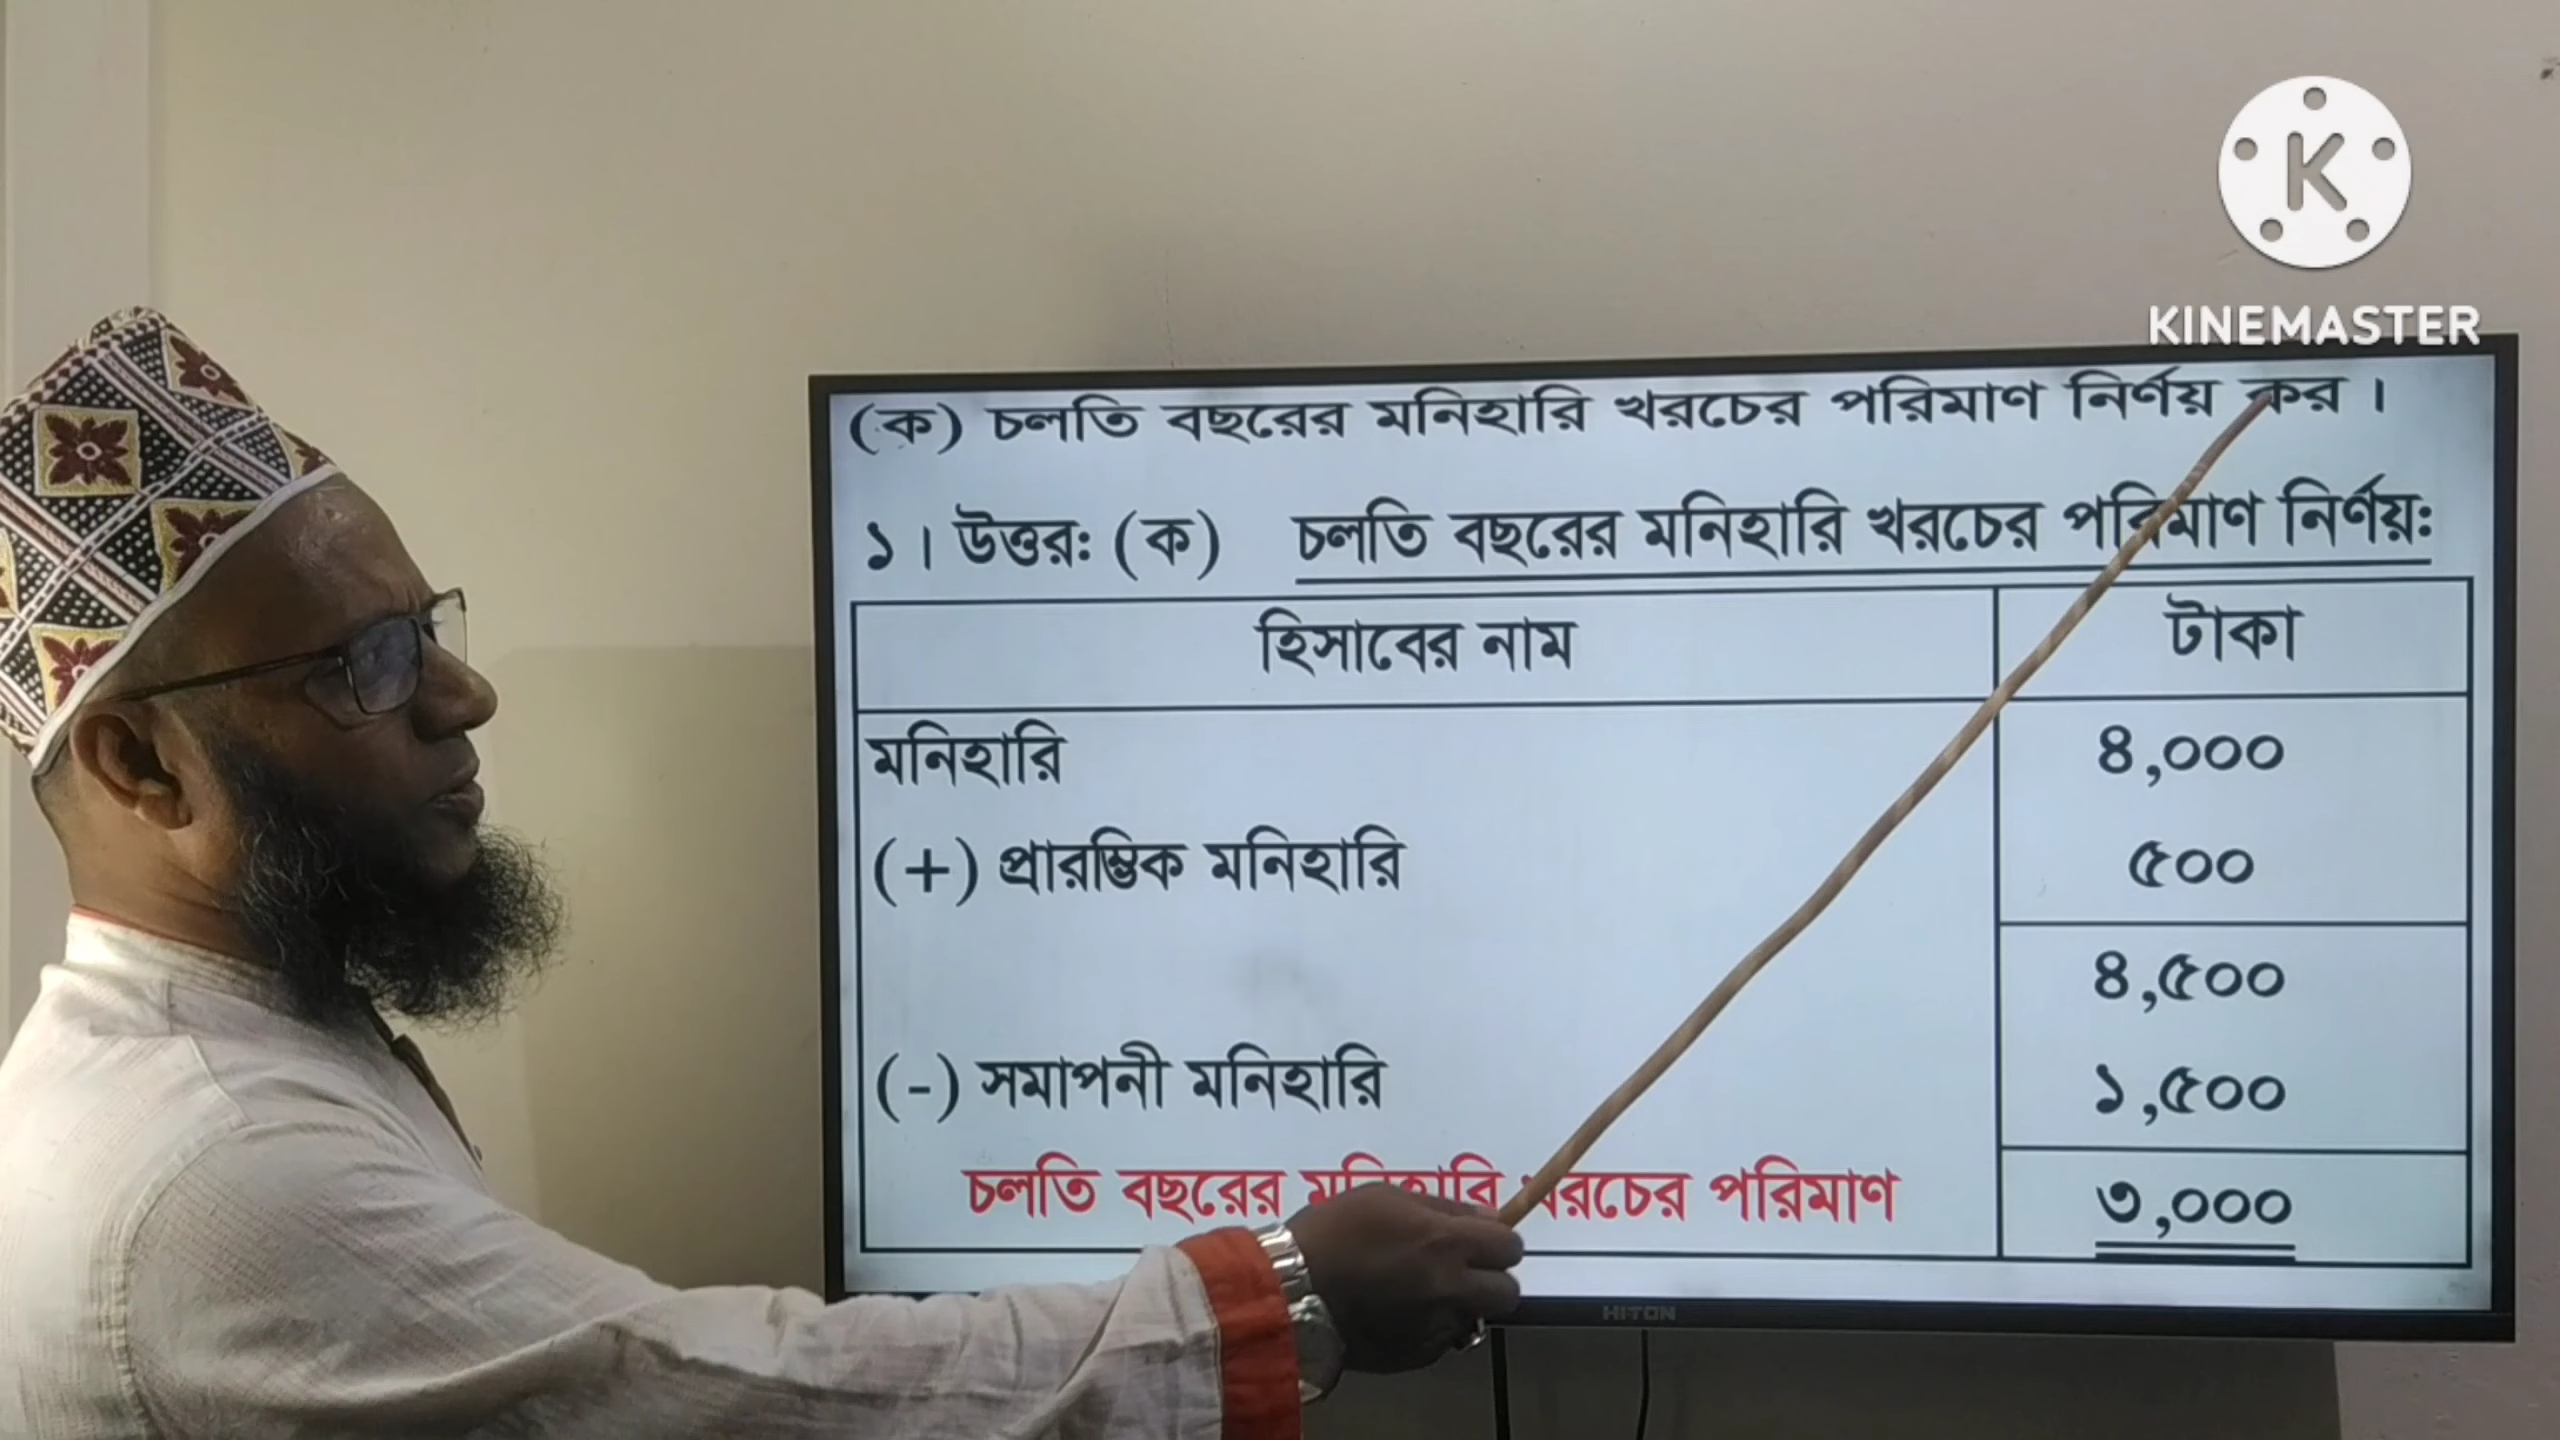 KINEMASTER
(ক) চলতি বছরের মনিহারি খরচের পরিমাণ নির্ণয় কর ।
১ । উত্তরঃ (ক) চলতি বছরের মনিহারি খরচের পরিমাণ নির্ণয়ঃ
হিসাবের নাম টাকা
মনিহারি ৪,০০০
(+) প্রারম্ভিক মনিহারি ৫০০
৪,৫০০
(-) সমাপনী মনিহারি ১,৫০০
চলতি বছরের মনিহারি খরচের পরিমাণ ৩,০০০
HITON